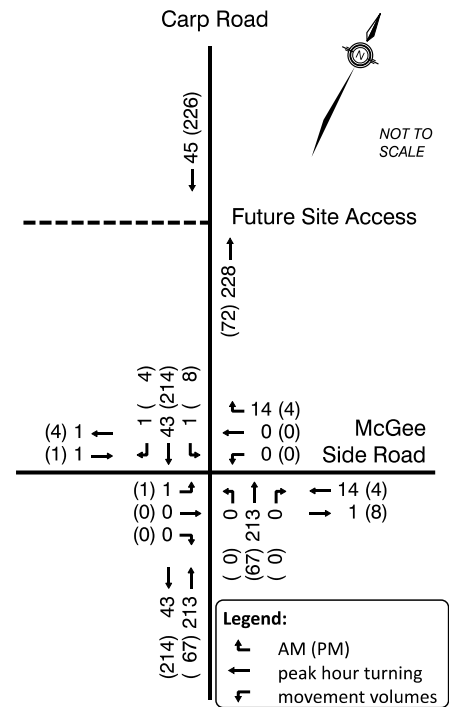 Carp Road
N
NOT TO
SCALE
45 (226)
Future Site Access
(72) 228
1 ( 4)
43 (214)
1 ( 8)
14 (4)
0 (0)
0 (0)
McGee
Side Road
(4) 1
(1) 1
(1) 1
(0) 0
(0) 0
( 0) 0
(67) 213
( 0) 0
14 (4)
1 (8)
(214) 43
( 67) 213
Legend:
AM (PM)
peak hour turning
movement volumes